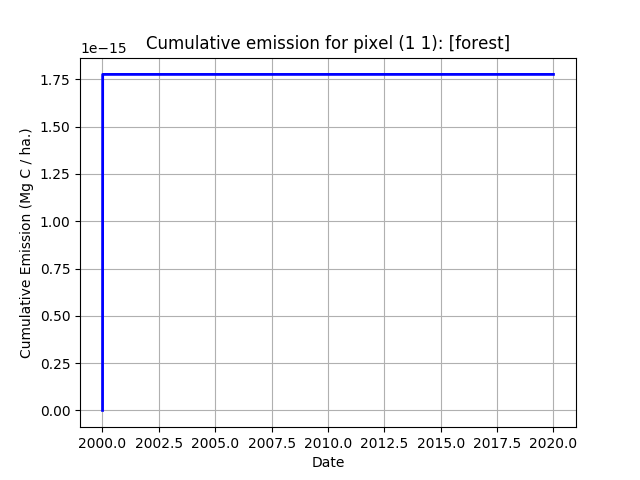 1e−15
Cumulative emission for pixel (1 1): [forest]
1.75
1.50
1.25
1.00
0.75
0.50
0.25
0.00
Cumulative Emission (Mg C / ha.)
2000.0 2002.5 2005.0 2007.5 2010.0 2012.5 2015.0 2017.5 2020.0
Date